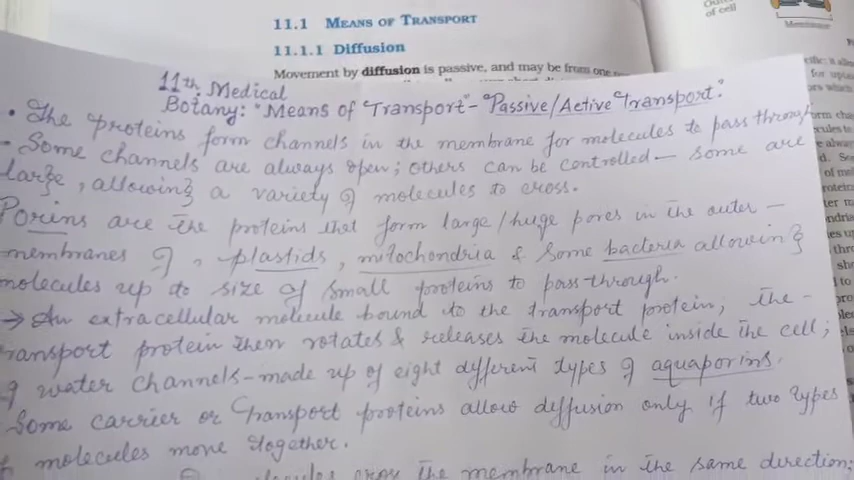 11.1 MEANS OF TRANSPORT
11.1.1 Diffusion
Movement by diffusion is passive, and may be from one
of cell
Membrane
11th Medical
Botany: "Means of Transport" - Passive/Active Transport".
• The proteins form channels in the membrane for molecules to pass through
- Some channels are always open; others can be controlled - some are
large, allowing a variety of molecules to cross.
Porins are the proteins that form large/huge pores in the outer -
membranes of plastids, mitochondria & some bacteria allowing
molecules up to size of small proteins to pass through.
→ An extracellular molecule bound to the transport protein; the -
transport protein then rotates & releases the molecule inside the cell;
of water channels - made up of eight different types of aquaporins.
Some carrier or Transport proteins allow diffusion only if two types
molecules move together.
molecules cross the membrane in the same direction;